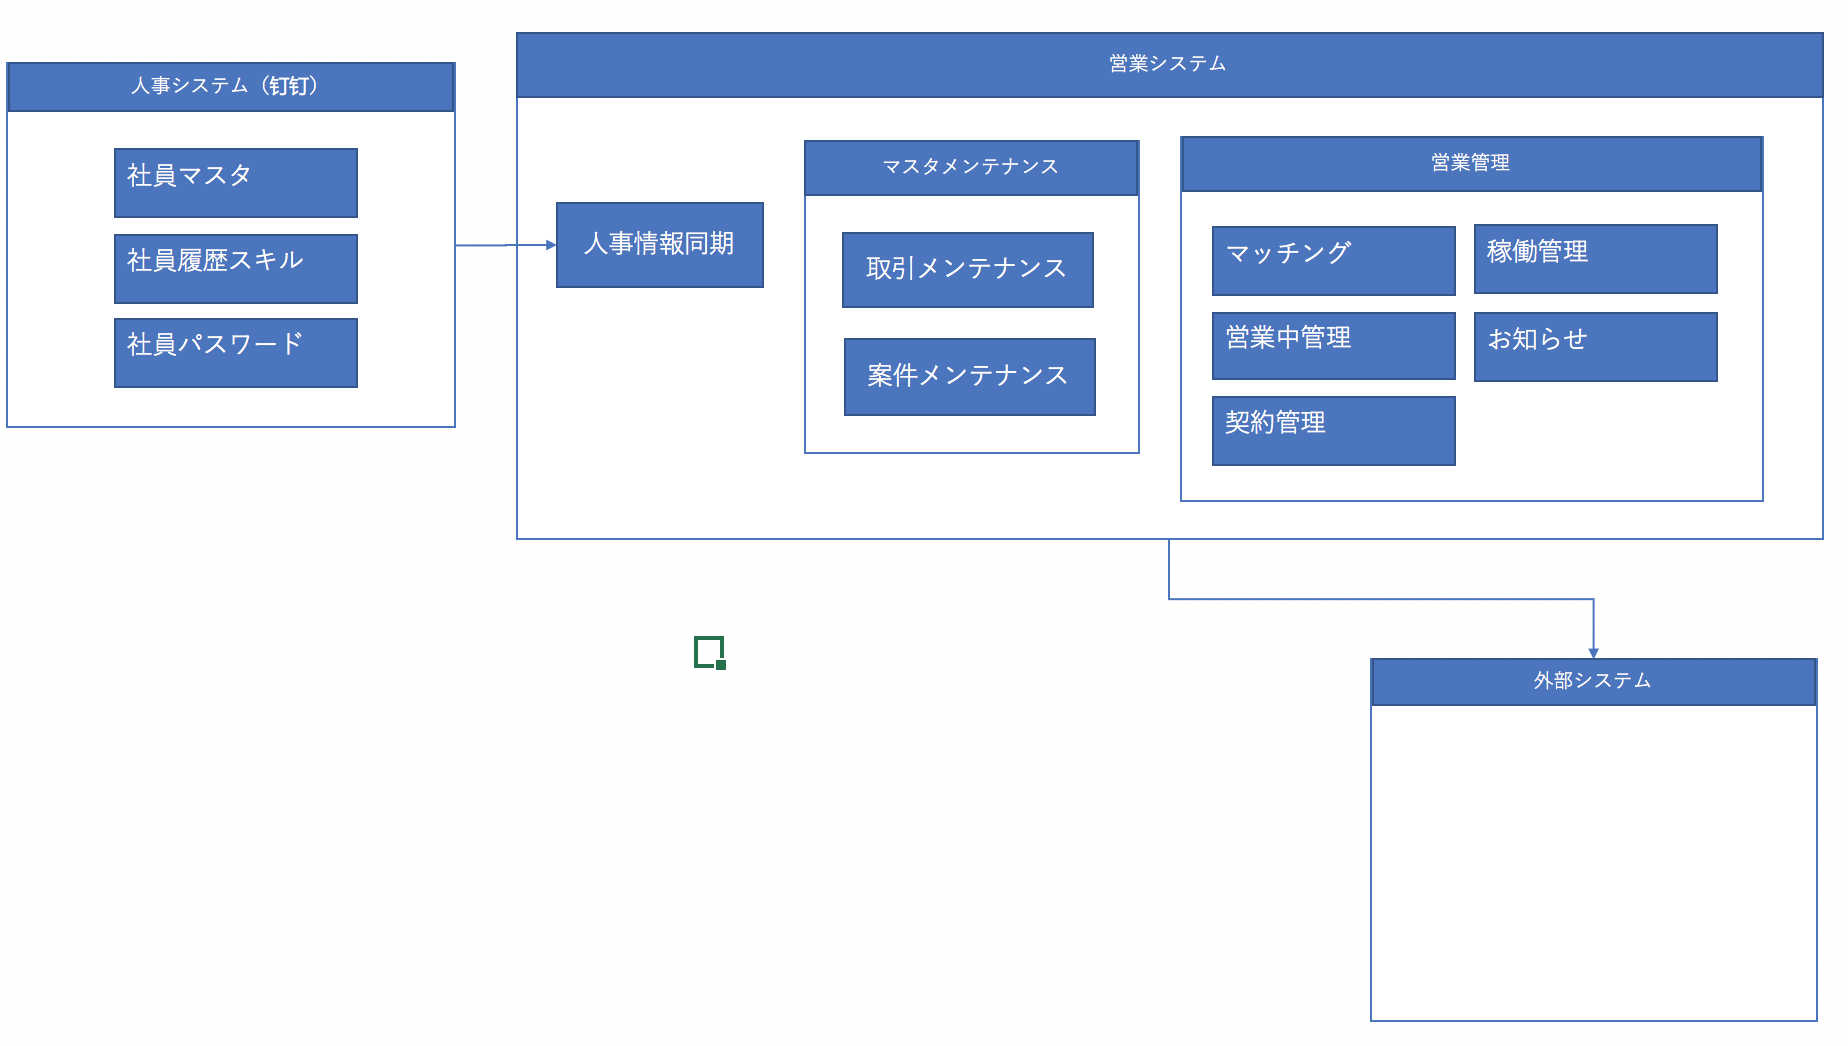 人事システム（钉钉）
社員マスタ
社員履歴スキル
社員パスワード
営業システム
人事情報同期
マスタメンテナンス
取引メンテナンス
案件メンテナンス
営業管理
マッチング
稼働管理
営業中管理
お知らせ
契約管理
外部システム